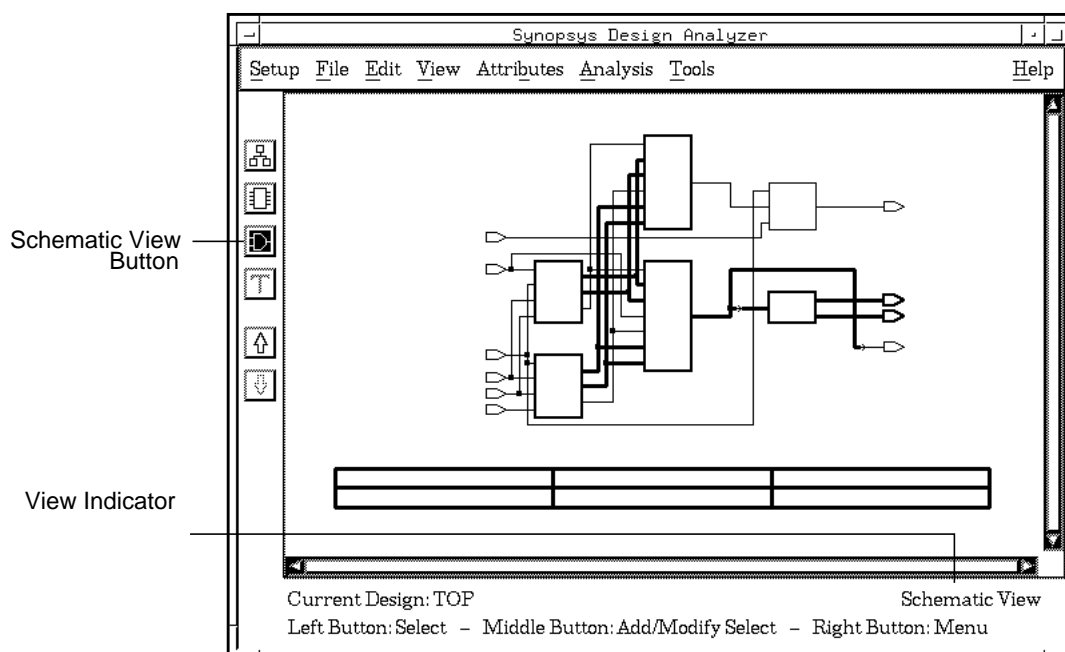 Synopsys Design Analyzer
Setup File Edit View Attributes Analysis Tools Help
Schematic View
Button
View Indicator
Current Design: TOP Schematic View
Left Button: Select – Middle Button: Add/Modify Select – Right Button: Menu